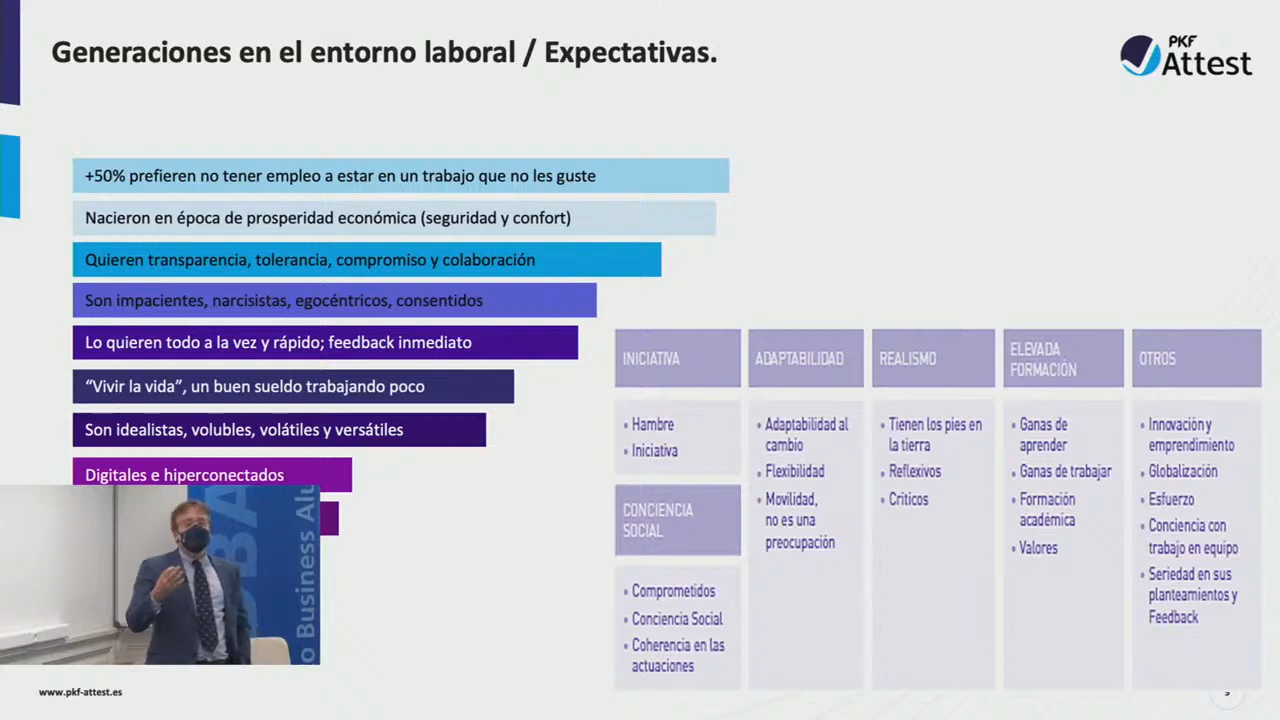 Generaciones en el entorno laboral / Expectativas.
PKF
Attest
+50% prefieren no tener empleo a estar en un trabajo que no les guste
Nacieron en época de prosperidad económica (seguridad y confort)
Quieren transparencia, tolerancia, compromiso y colaboración
Son impacientes, narcisistas, egocéntricos, consentidos
Lo quieren todo a la vez y rápido; feedback inmediato
“Vivir la vida”, un buen sueldo trabajando poco
Son idealistas, volubles, volátiles y versátiles
Digitales e hiperconectados
INICIATIVA
• Hambre
• Iniciativa
CONCIENCIA
SOCIAL
• Comprometidos
• Conciencia Social
• Coherencia en las
actuaciones
ADAPTABILIDAD
• Adaptabilidad al
cambio
• Flexibilidad
• Movilidad,
no es una
preocupación
REALISMO
• Tienen los pies en
la tierra
• Reflexivos
• Criticos
ELEVADA
FORMACIÓN
• Ganas de
aprender
• Ganas de trabajar
• Formación
académica
• Valores
OTROS
• Innovación y
emprendimiento
• Globalización
• Esfuerzo
• Conciencia con
trabajo en equipo
• Seriedad en sus
planteamientos y
Feedback
o Business Alu
www.pkf-attest.es
9